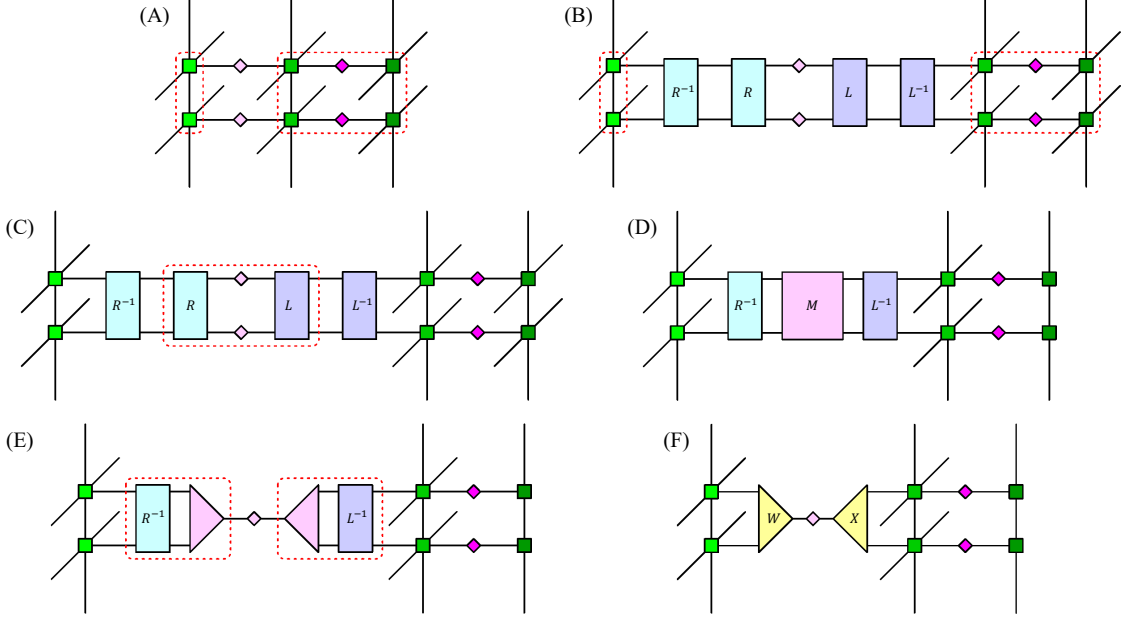 (A)
(B)
R⁻¹ R L L⁻¹
(C)
R⁻¹ R L L⁻¹
(D)
R⁻¹ M L⁻¹
(E)
R⁻¹ L⁻¹
(F)
W X